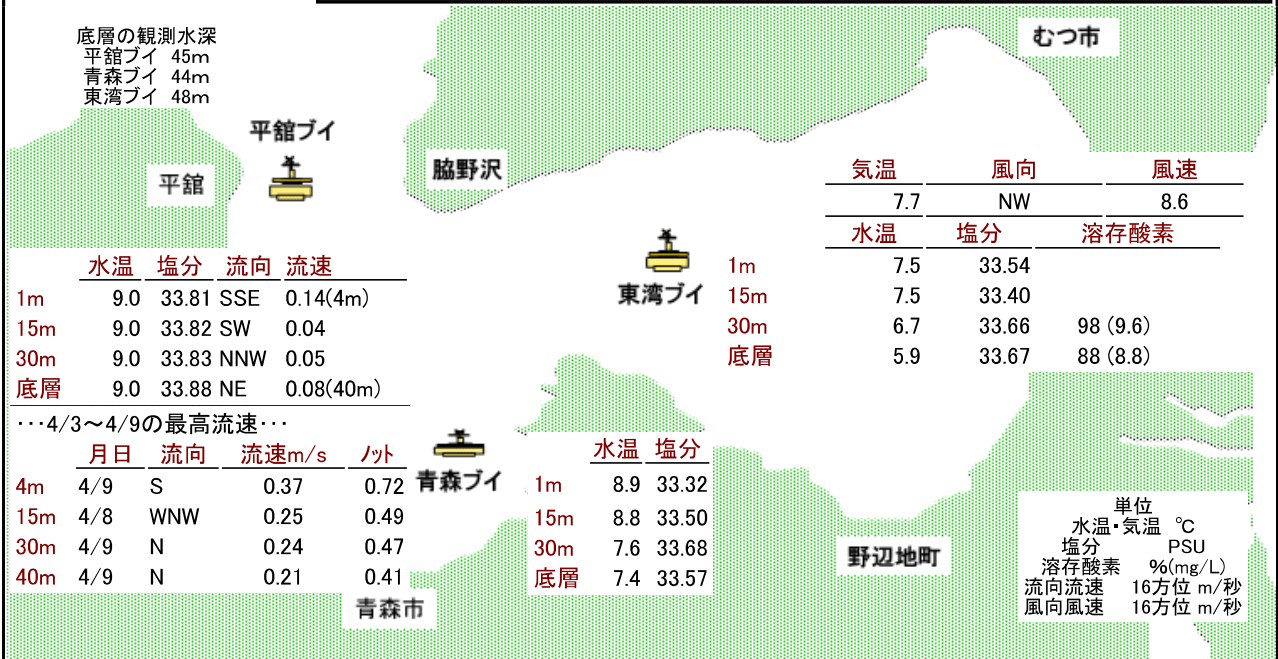 底層の観測水深
平舘ブイ 45m
青森ブイ 44m
東湾ブイ 48m
むつ市
平舘ブイ
脇野沢
平舘
気温 風向 風速
7.7 NW 8.6
水温 塩分 溶存酸素
1m 7.5 33.54
15m 7.5 33.40
30m 6.7 33.66 98 (9.6)
底層 5.9 33.67 88 (8.8)
東湾ブイ
水温 塩分 流向 流速
1m 9.0 33.81 SSE 0.14(4m)
15m 9.0 33.82 SW 0.04
30m 9.0 33.83 NNW 0.05
底層 9.0 33.88 NE 0.08(40m)
…4/3～4/9の最高流速…
月日 流向 流速m/s ノット
4m 4/9 S 0.37 0.72
15m 4/8 WNW 0.25 0.49
30m 4/9 N 0.24 0.47
40m 4/9 N 0.21 0.41
青森ブイ
水温 塩分
1m 8.9 33.32
15m 8.8 33.50
30m 7.6 33.68
底層 7.4 33.57
青森市
野辺地町
単位
水温・気温 ℃
塩分 PSU
溶存酸素 %(mg/L)
流向流速 16方位 m/秒
風向風速 16方位 m/秒